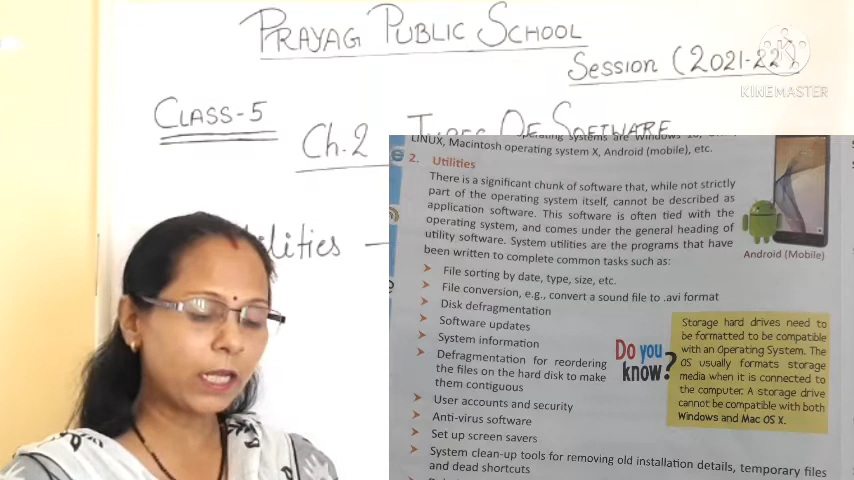 PRAYAG PUBLIC SCHOOL
Session (2021-22)
KINEMASTER
CLASS-5
Ch.2 TYPES OF SOFTWARE
operating systems are Windows 10,
UNUX, Macintosh operating system X, Android (mobile), etc.
2. Utilities
There is a significant chunk of software that, while not strictly
part of the operating system itself, cannot be described as
application software. This software is often tied with the
operating system, and comes under the general heading of
utility software. System utilities are the programs that have
been written to complete common tasks such as:
Android (Mobile)
➤ File sorting by date, type, size, etc.
➤ File conversion, e.g., convert a sound file to .avi format
➤ Disk defragmentation
➤ Software updates
➤ System information
➤ Defragmentation for reordering
the files on the hard disk to make
them contiguous
➤ User accounts and security
➤ Anti-virus software
➤ Set up screen savers
➤ System clean-up tools for removing old installation details, temporary files
and dead shortcuts
Do you
know?
Storage hard drives need to
be formatted to be compatible
with an Operating System. The
OS usually formats storage
media when it is connected to
the computer. A storage drive
cannot be compatible with both
Windows and Mac OS X.